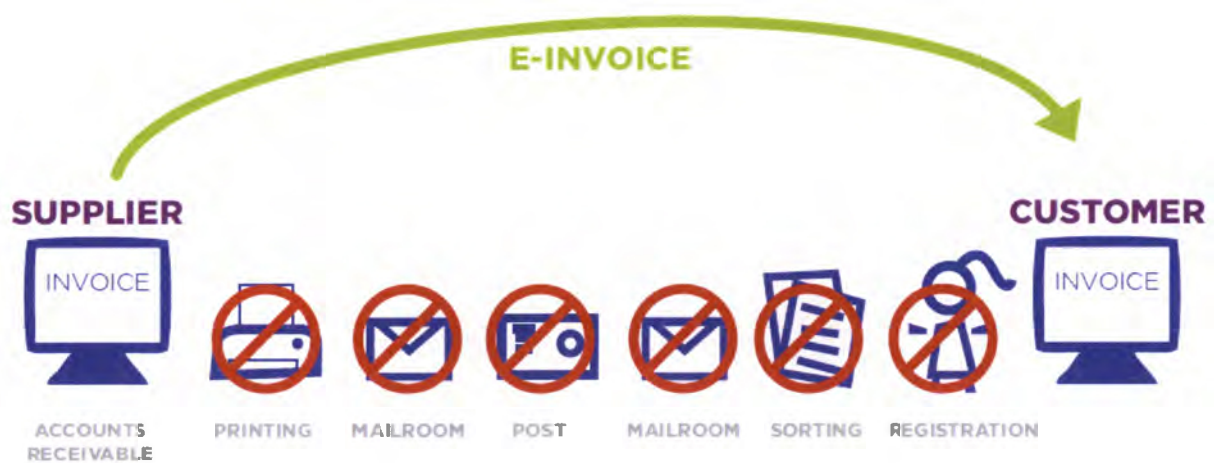 E-INVOICE
SUPPLIER
CUSTOMER
INVOICE
INVOICE
ACCOUNTS
RECEIVABLE
PRINTING
MAILROOM
POST
MAILROOM
SORTING
REGISTRATION